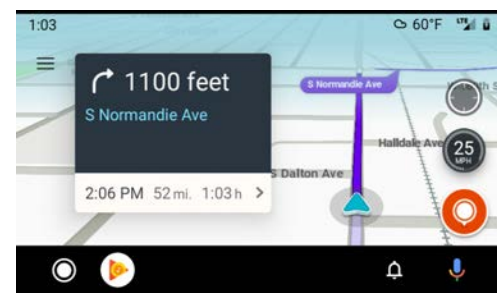 1:03
60°F LTE
1100 feet
S Normandie Ave
S Normandie Ave
Halldale Ave
25
MPH
S Dalton Ave
2:06 PM 52 mi. 1:03 h >